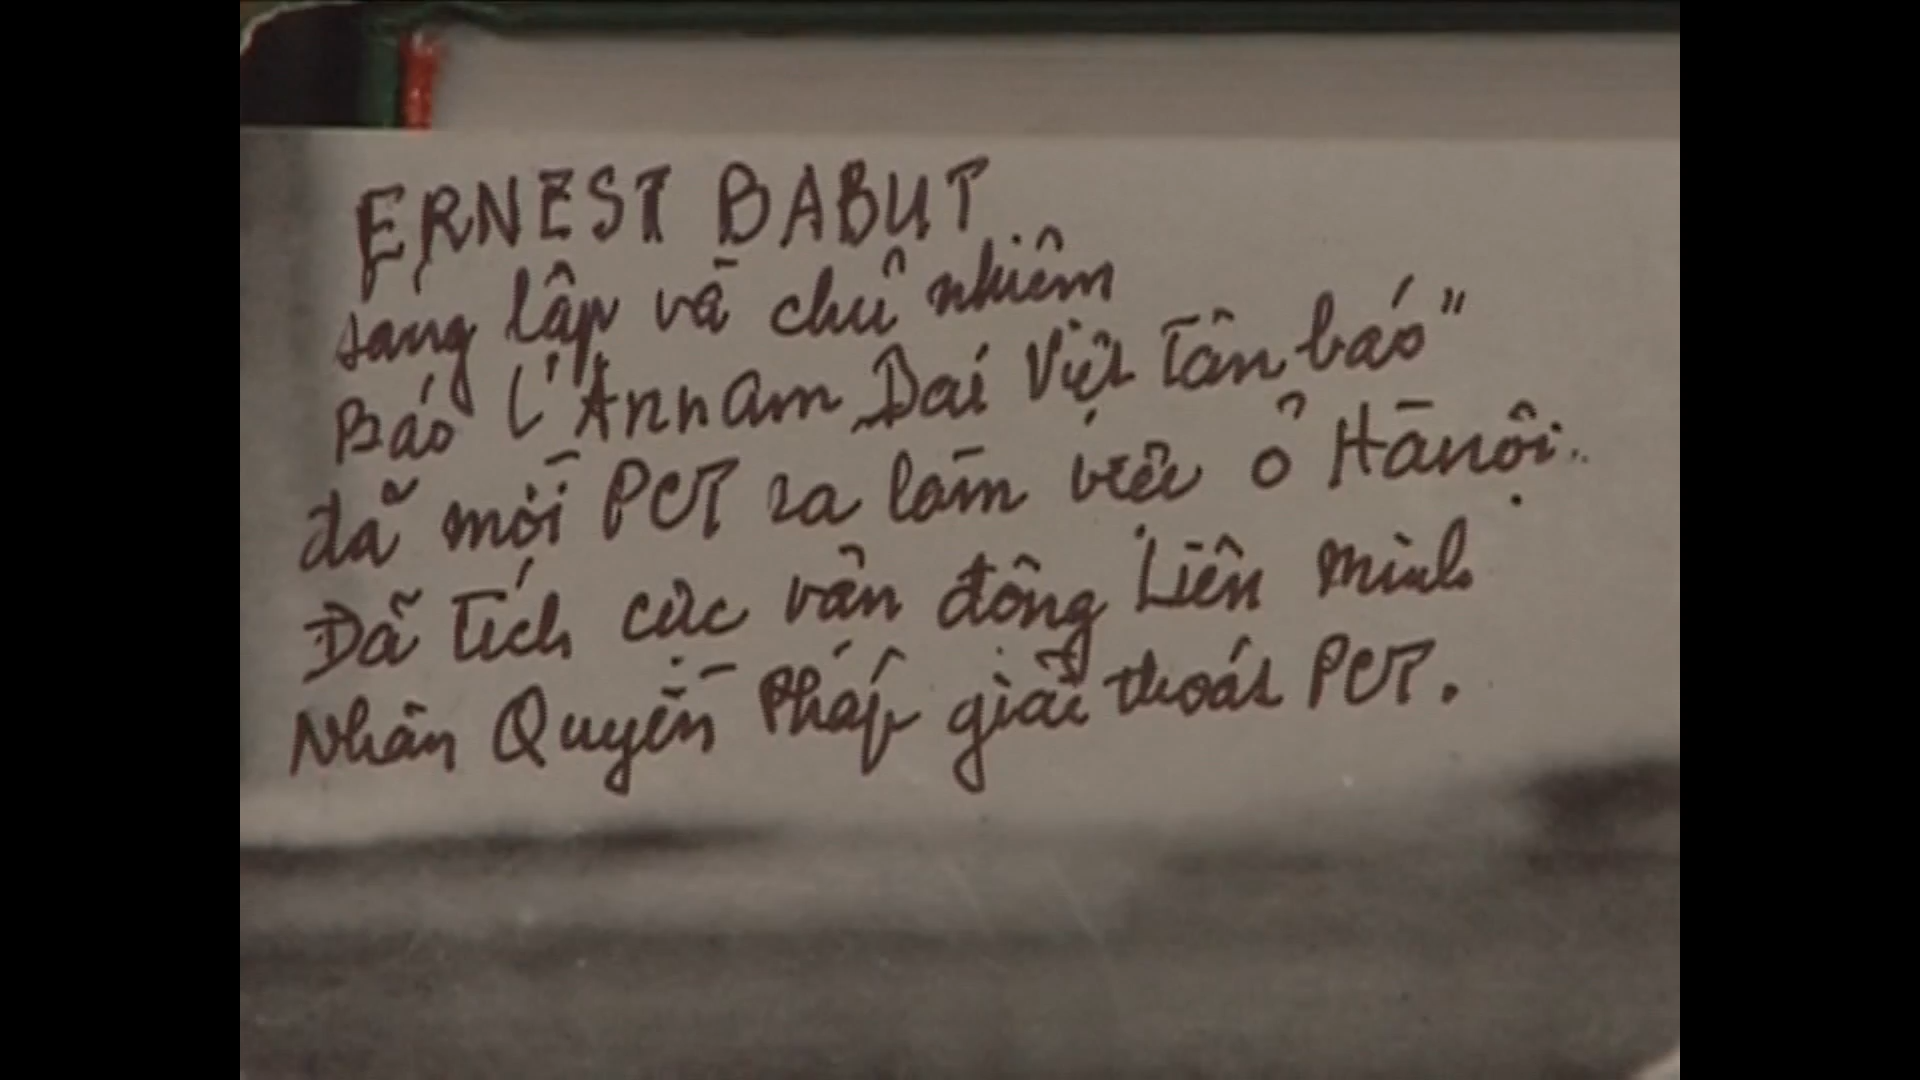 ERNEST BABUT
sáng lập và chủ nhiệm
Báo L'Annam Đại Việt Tân báo"
đã mời PCT ra làm việc ở Hànội.
Đã tích cực vận động Liên minh
Nhân Quyền Pháp giải thoát PCT.